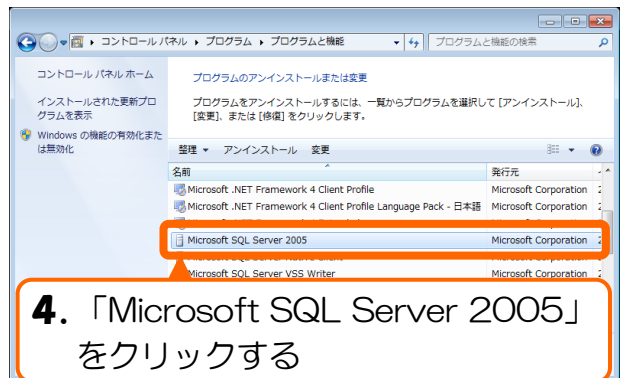 コントロール パネル ▸ プログラム ▸ プログラムと機能
プログラムと機能の検索
コントロール パネル ホーム
インストールされた更新プロ
グラムを表示
Windows の機能の有効化また
は無効化
プログラムのアンインストールまたは変更
プログラムをアンインストールするには、一覧からプログラムを選択して [アンインストール]、
[変更]、または [修復] をクリックします。
整理 アンインストール 変更
名前 発行元
Microsoft .NET Framework 4 Client Profile Microsoft Corporation
Microsoft .NET Framework 4 Client Profile Language Pack - 日本語 Microsoft Corporation
Microsoft SQL Server 2005 Microsoft Corporation
Microsoft SQL Server VSS Writer Microsoft Corporation
4.「Microsoft SQL Server 2005」
をクリックする